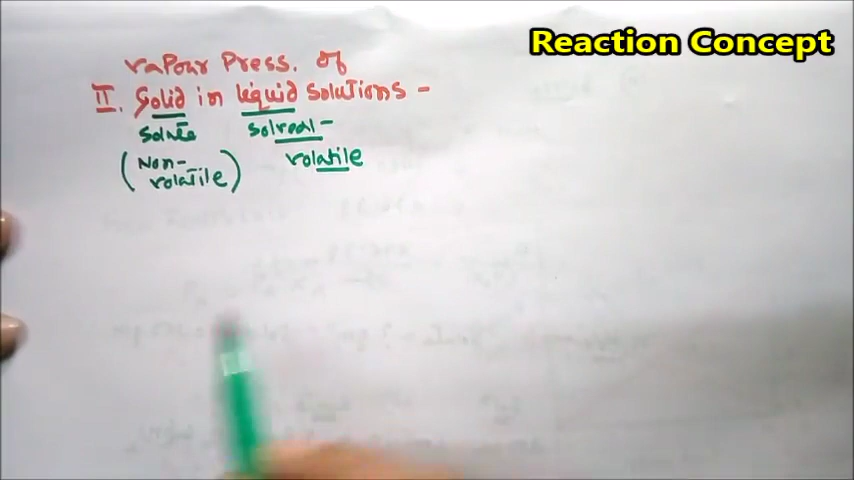 Reaction Concept
vapour Press. of
II. Solid in liquid solutions -
Solute solvent -
(Non- volatile
volatile)